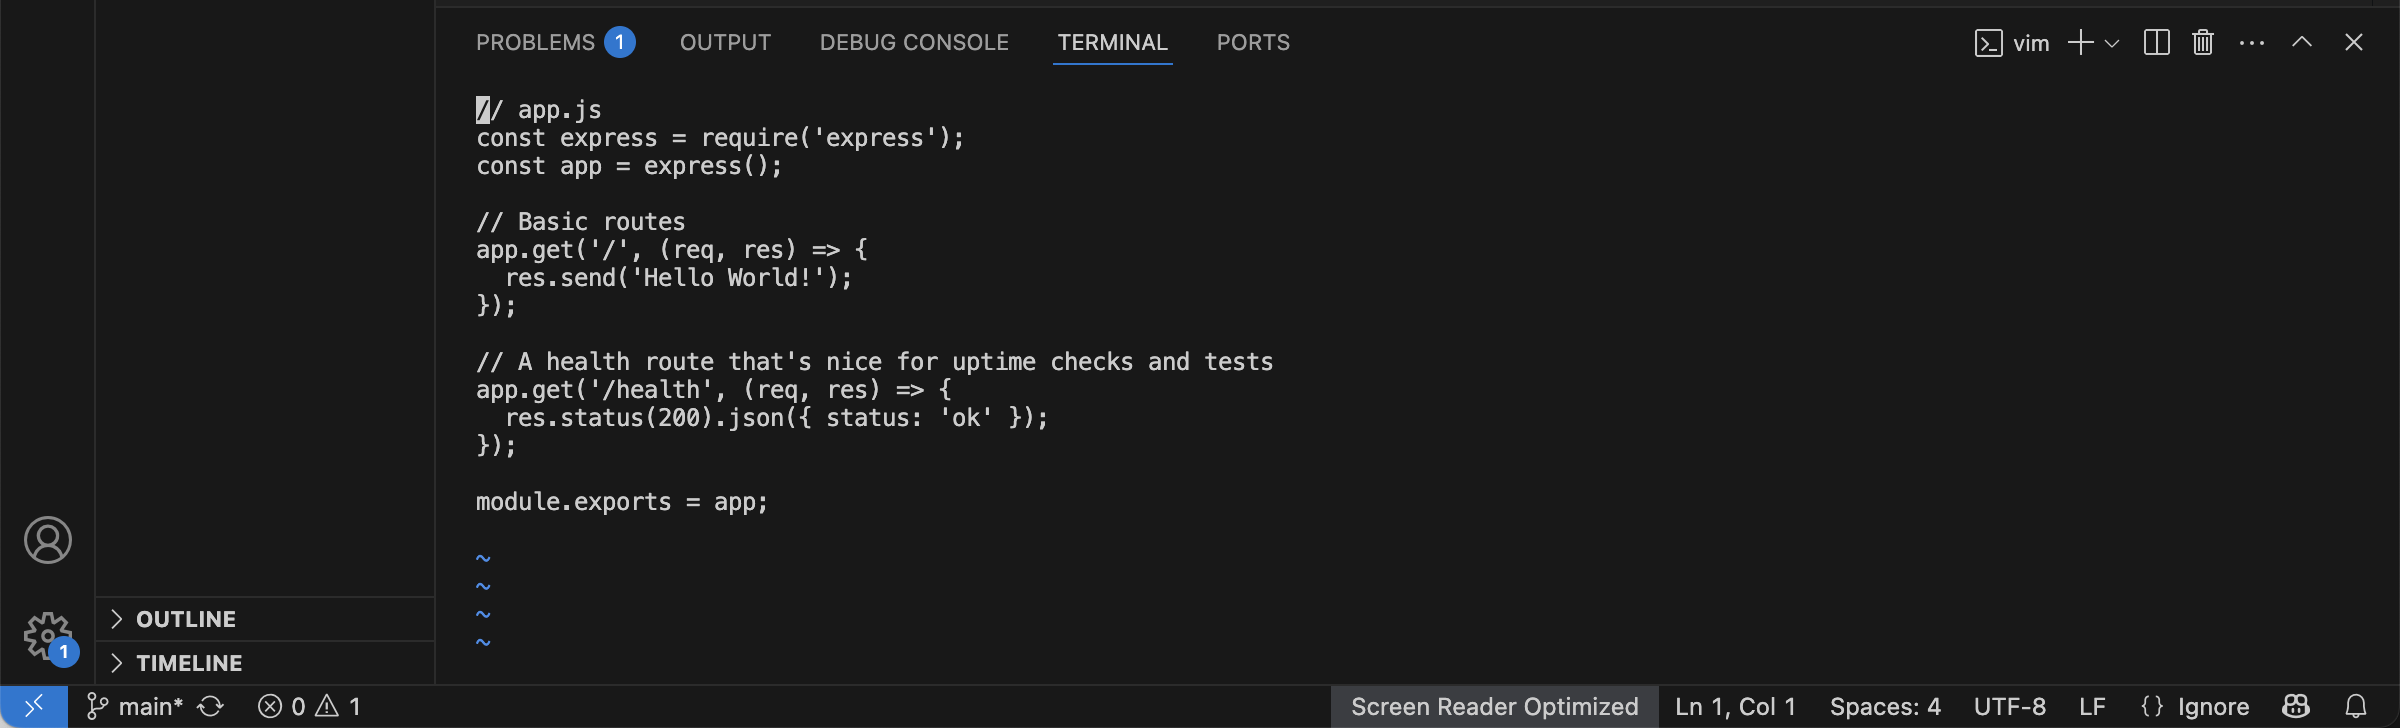 PROBLEMS 1 OUTPUT DEBUG CONSOLE TERMINAL PORTS vim
// app.js
const express = require('express');
const app = express();
// Basic routes
app.get('/', (req, res) => {
  res.send('Hello World!');
});
// A health route that's nice for uptime checks and tests
app.get('/health', (req, res) => {
  res.status(200).json({ status: 'ok' });
});
module.exports = app;
~
~
~
~
OUTLINE
1
TIMELINE
main* 0 1 Screen Reader Optimized Ln 1, Col 1 Spaces: 4 UTF-8 LF {} Ignore